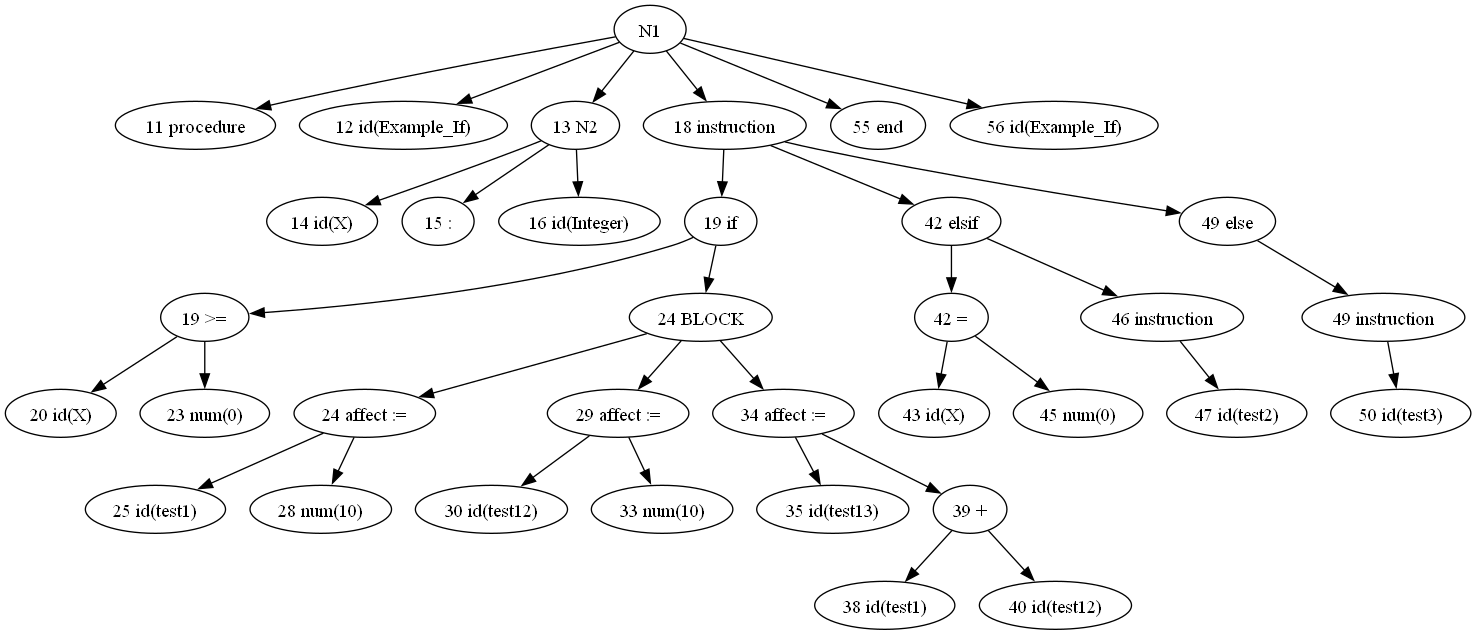 N1
11 procedure
12 id(Example_If)
13 N2
18 instruction
55 end
56 id(Example_If)
14 id(X)
15 :
16 id(Integer)
19 if
42 elsif
49 else
19 >=
24 BLOCK
42 =
46 instruction
49 instruction
20 id(X)
23 num(0)
24 affect :=
29 affect :=
34 affect :=
43 id(X)
45 num(0)
47 id(test2)
50 id(test3)
25 id(test1)
28 num(10)
30 id(test12)
33 num(10)
35 id(test13)
39 +
38 id(test1)
40 id(test12)